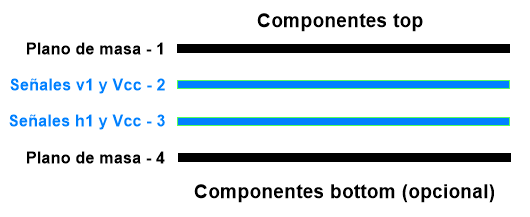 Componentes top
Plano de masa - 1
Señales v1 y Vcc - 2
Señales h1 y Vcc - 3
Plano de masa - 4
Componentes bottom (opcional)